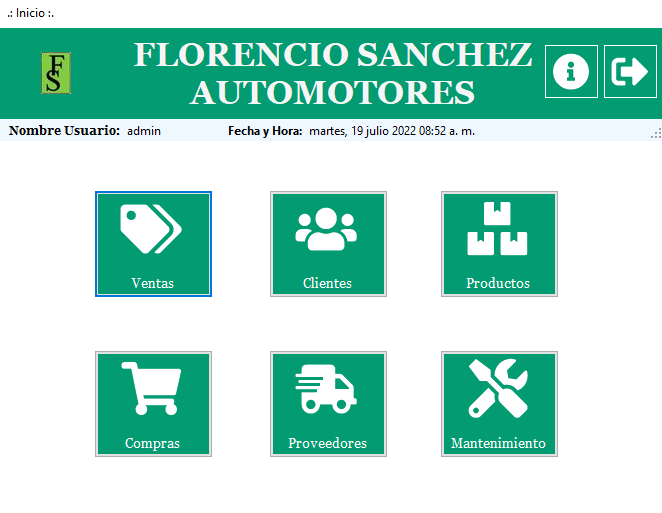 .: Inicio :.
FS
FLORENCIO SANCHEZ
AUTOMOTORES
Nombre Usuario: admin Fecha y Hora: martes, 19 julio 2022 08:52 a. m.
Ventas Clientes Productos
Compras Proveedores Mantenimiento